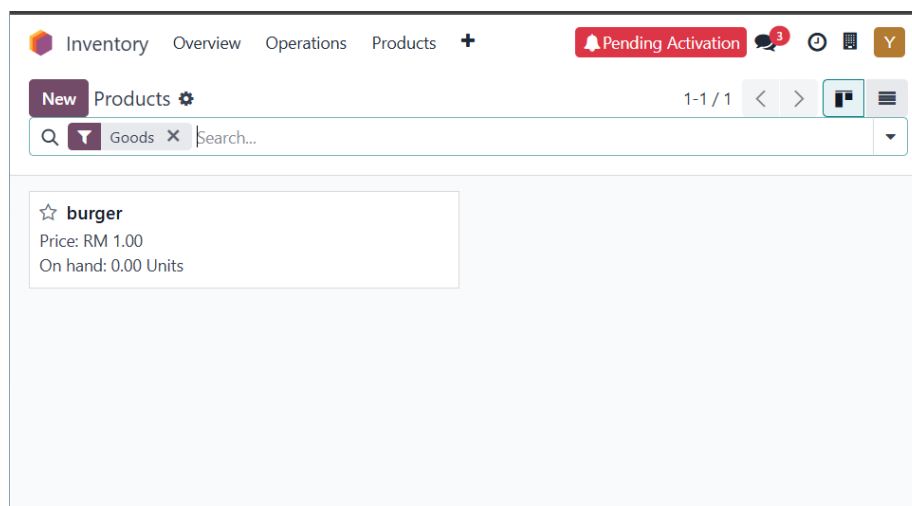 Inventory Overview Operations Products + Pending Activation 3 Y
New Products 1-1 / 1
Goods Search...
burger
Price: RM 1.00
On hand: 0.00 Units